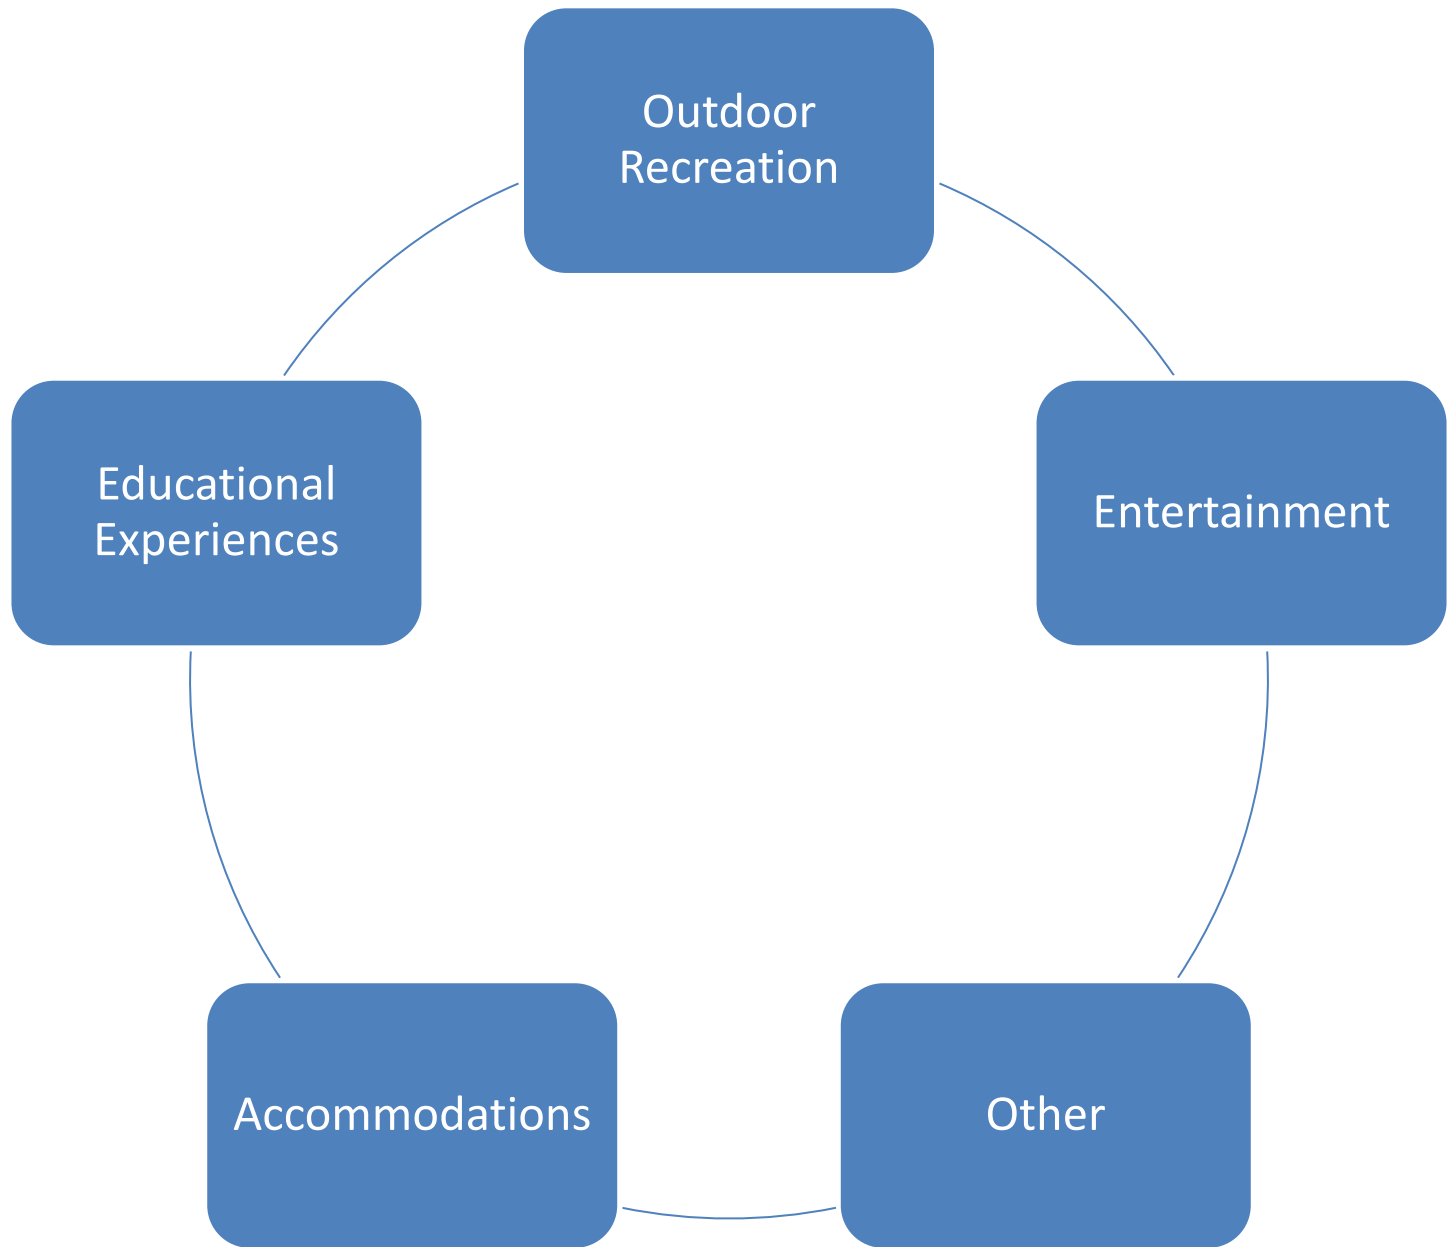 Outdoor
Recreation
Educational
Experiences
Entertainment
Accommodations
Other